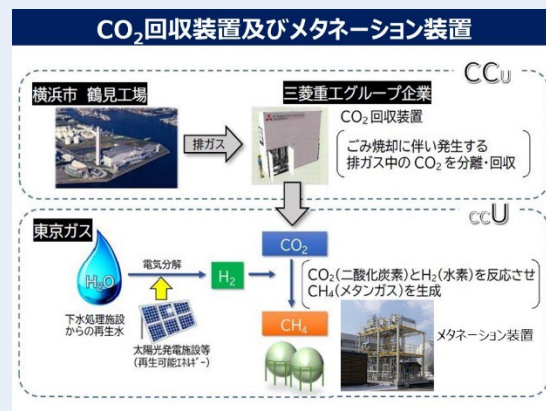 CO₂回収装置及びメタネーション装置
CCU
横浜市 鶴見工場
三菱重工グループ企業
排ガス
CO₂回収装置
ごみ焼却に伴い発生する
排ガス中の CO₂ を分離・回収
CCU
東京ガス
H₂O
電気分解
H₂
CO₂
CO₂(二酸化炭素)とH₂(水素)を反応させ
CH₄(メタンガス)を生成
下水処理施設
からの再生水
太陽光発電施設等
(再生可能エネルギー)
CH₄
メタネーション装置